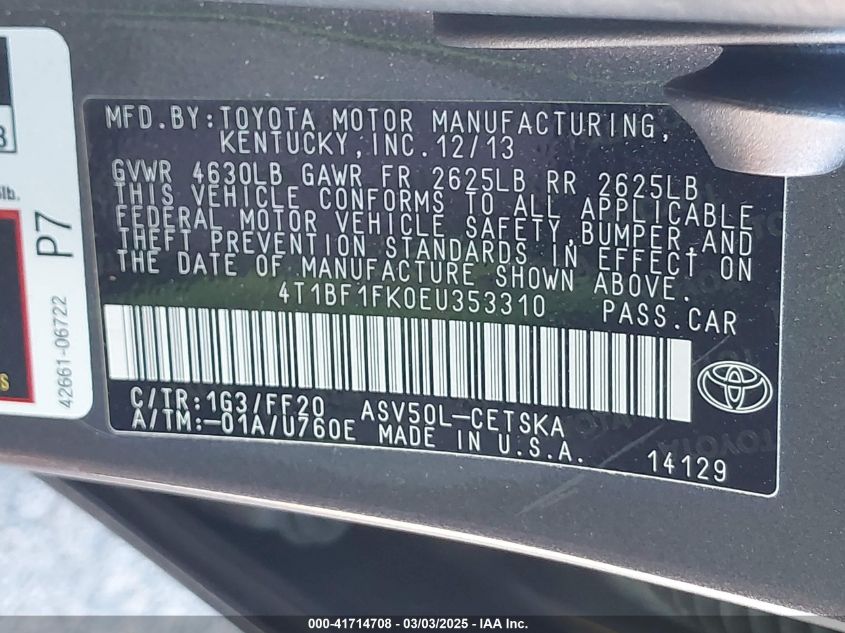 MFD.BY:TOYOTA MOTOR MANUFACTURING,
KENTUCKY,INC.12/13
GVWR 4630LB GAWR FR 2625LB RR 2625LB
THIS VEHICLE CONFORMS TO ALL APPLICABLE
FEDERAL MOTOR VEHICLE SAFETY,BUMPER,AND
THEFT PREVENTION STANDARDS IN EFFECT ON
THE DATE OF MANUFACTURE SHOWN ABOVE.
4T1BF1FK0EU353310 PASS.CAR
C/TR:1G3/FF20 ASV50L-CETSKA
A/TM:-01A/U760E MADE IN U.S.A.
14129
P7
42661-06722
lb.
000-41714708 - 03/03/2025 - IAA Inc.